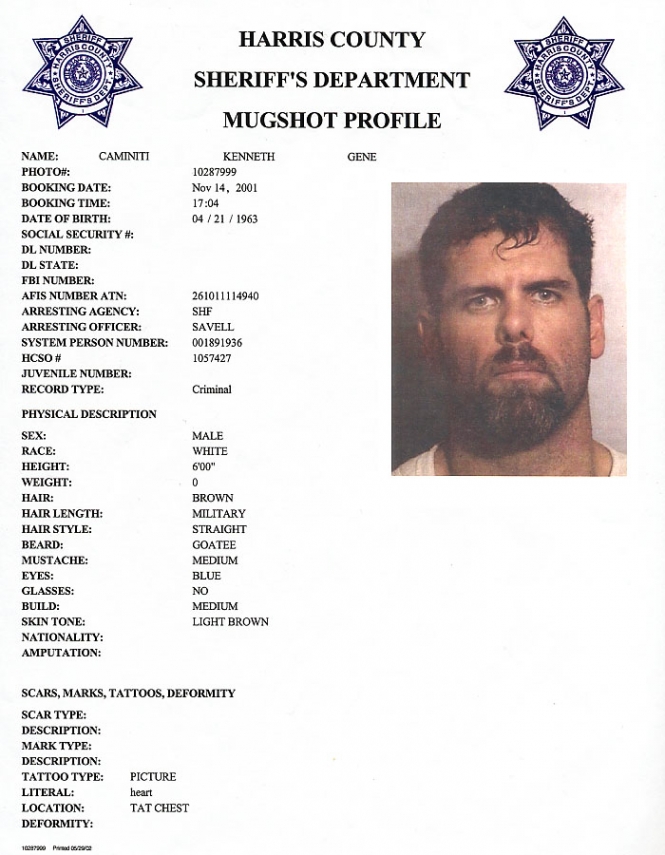 HARRIS COUNTY
SHERIFF'S DEPARTMENT
MUGSHOT PROFILE
SHERIFF
HARRIS COUNTY
SHERIFF'S DEPT.
SHERIFF
HARRIS COUNTY
SHERIFF'S DEPT.
NAME: CAMINITI KENNETH GENE
PHOTO#: 10287999
BOOKING DATE: Nov 14, 2001
BOOKING TIME: 17:04
DATE OF BIRTH: 04 / 21 / 1963
SOCIAL SECURITY #:
DL NUMBER:
DL STATE:
FBI NUMBER:
AFIS NUMBER ATN: 261011114940
ARRESTING AGENCY: SHF
ARRESTING OFFICER: SAVELL
SYSTEM PERSON NUMBER: 001891936
HCSO # 1057427
JUVENILE NUMBER:
RECORD TYPE: Criminal
PHYSICAL DESCRIPTION
SEX: MALE
RACE: WHITE
HEIGHT: 6'00"
WEIGHT: 0
HAIR: BROWN
HAIR LENGTH: MILITARY
HAIR STYLE: STRAIGHT
BEARD: GOATEE
MUSTACHE: MEDIUM
EYES: BLUE
GLASSES: NO
BUILD: MEDIUM
SKIN TONE: LIGHT BROWN
NATIONALITY:
AMPUTATION:
SCARS, MARKS, TATTOOS, DEFORMITY
SCAR TYPE:
DESCRIPTION:
MARK TYPE:
DESCRIPTION:
TATTOO TYPE: PICTURE
LITERAL: heart
LOCATION: TAT CHEST
DEFORMITY:
10287999 Printed 05/29/02